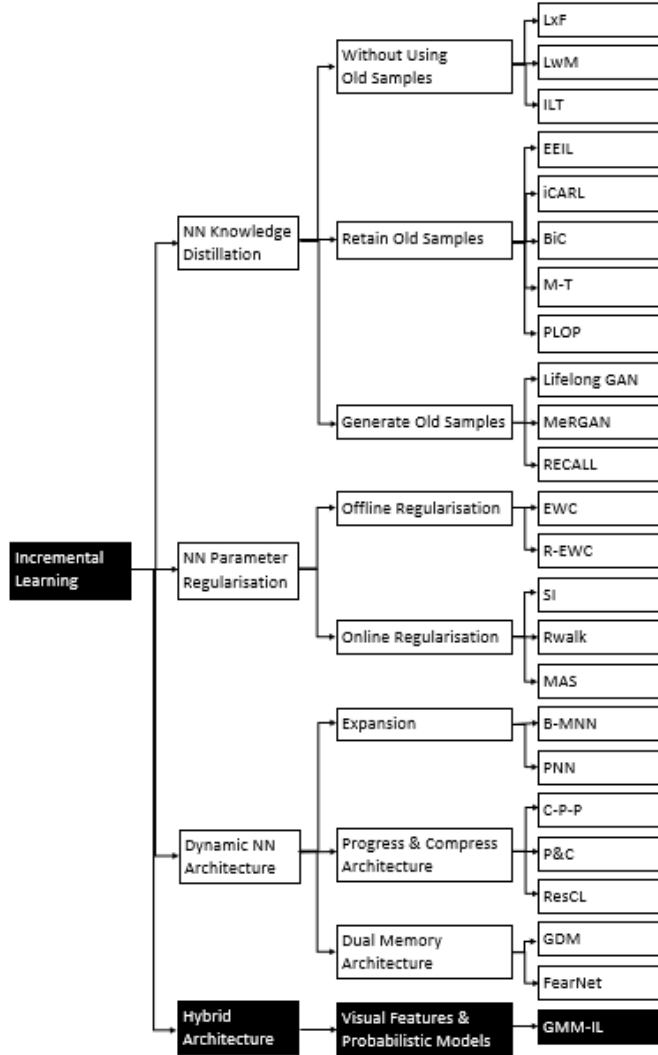 LxF
Without Using
Old Samples
LwM
ILT
EEIL
iCARL
NN Knowledge
Distillation
Retain Old Samples
BiC
M-T
PLOP
Lifelong GAN
Generate Old Samples
MeRGAN
RECALL
Offline Regularisation
EWC
R-EWC
Incremental
Learning
NN Parameter
Regularisation
SI
Online Regularisation
Rwalk
MAS
Expansion
B-MNN
PNN
C-P-P
Dynamic NN
Architecture
Progress & Compress
Architecture
P&C
ResCL
Dual Memory
Architecture
GDM
FearNet
Hybrid
Architecture
Visual Features &
Probabilistic Models
GMM-IL